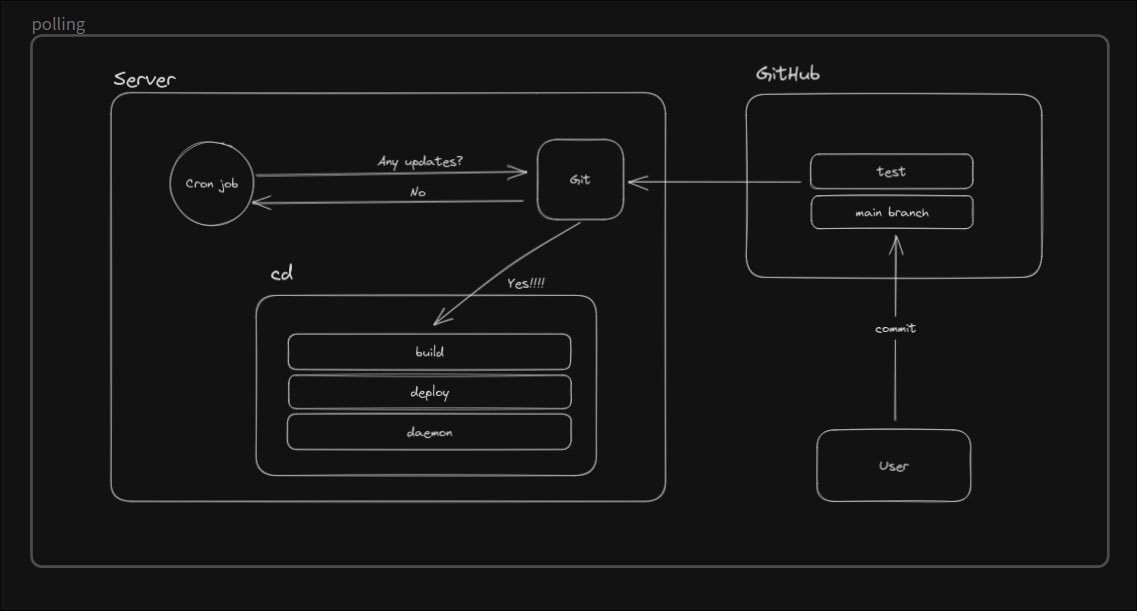 polling
Server
GitHub
Any updates?
Cron job
No
Git
test
main branch
cd
Yes!!!!
build
deploy
daemon
commit
User